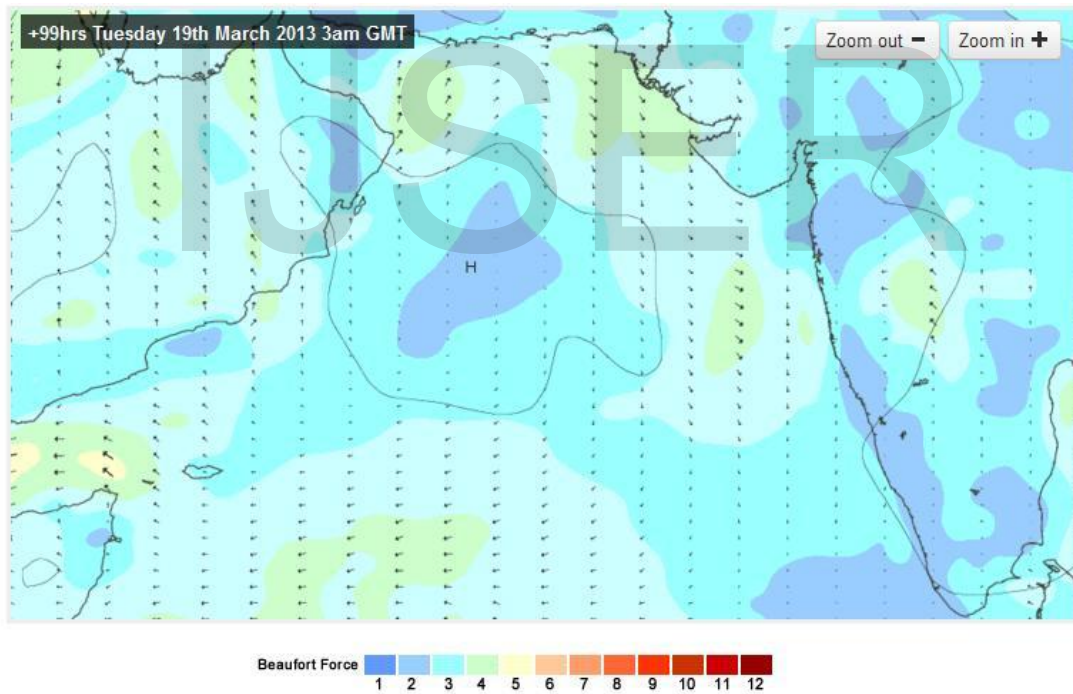 +99hrs Tuesday 19th March 2013 3am GMT
Zoom out −
Zoom in +
IJSER
H
Beaufort Force
1 2 3 4 5 6 7 8 9 10 11 12